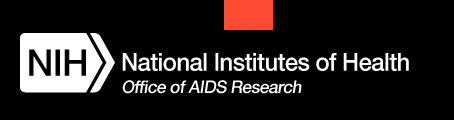 NIH National Institutes of Health
Office of AIDS Research